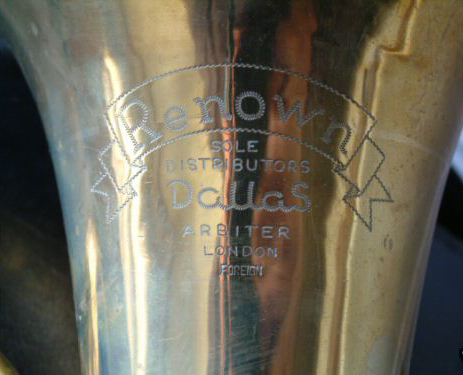 Renown
SOLE
DISTRIBUTORS
Dallas
ARBITER
LONDON
FOREIGN